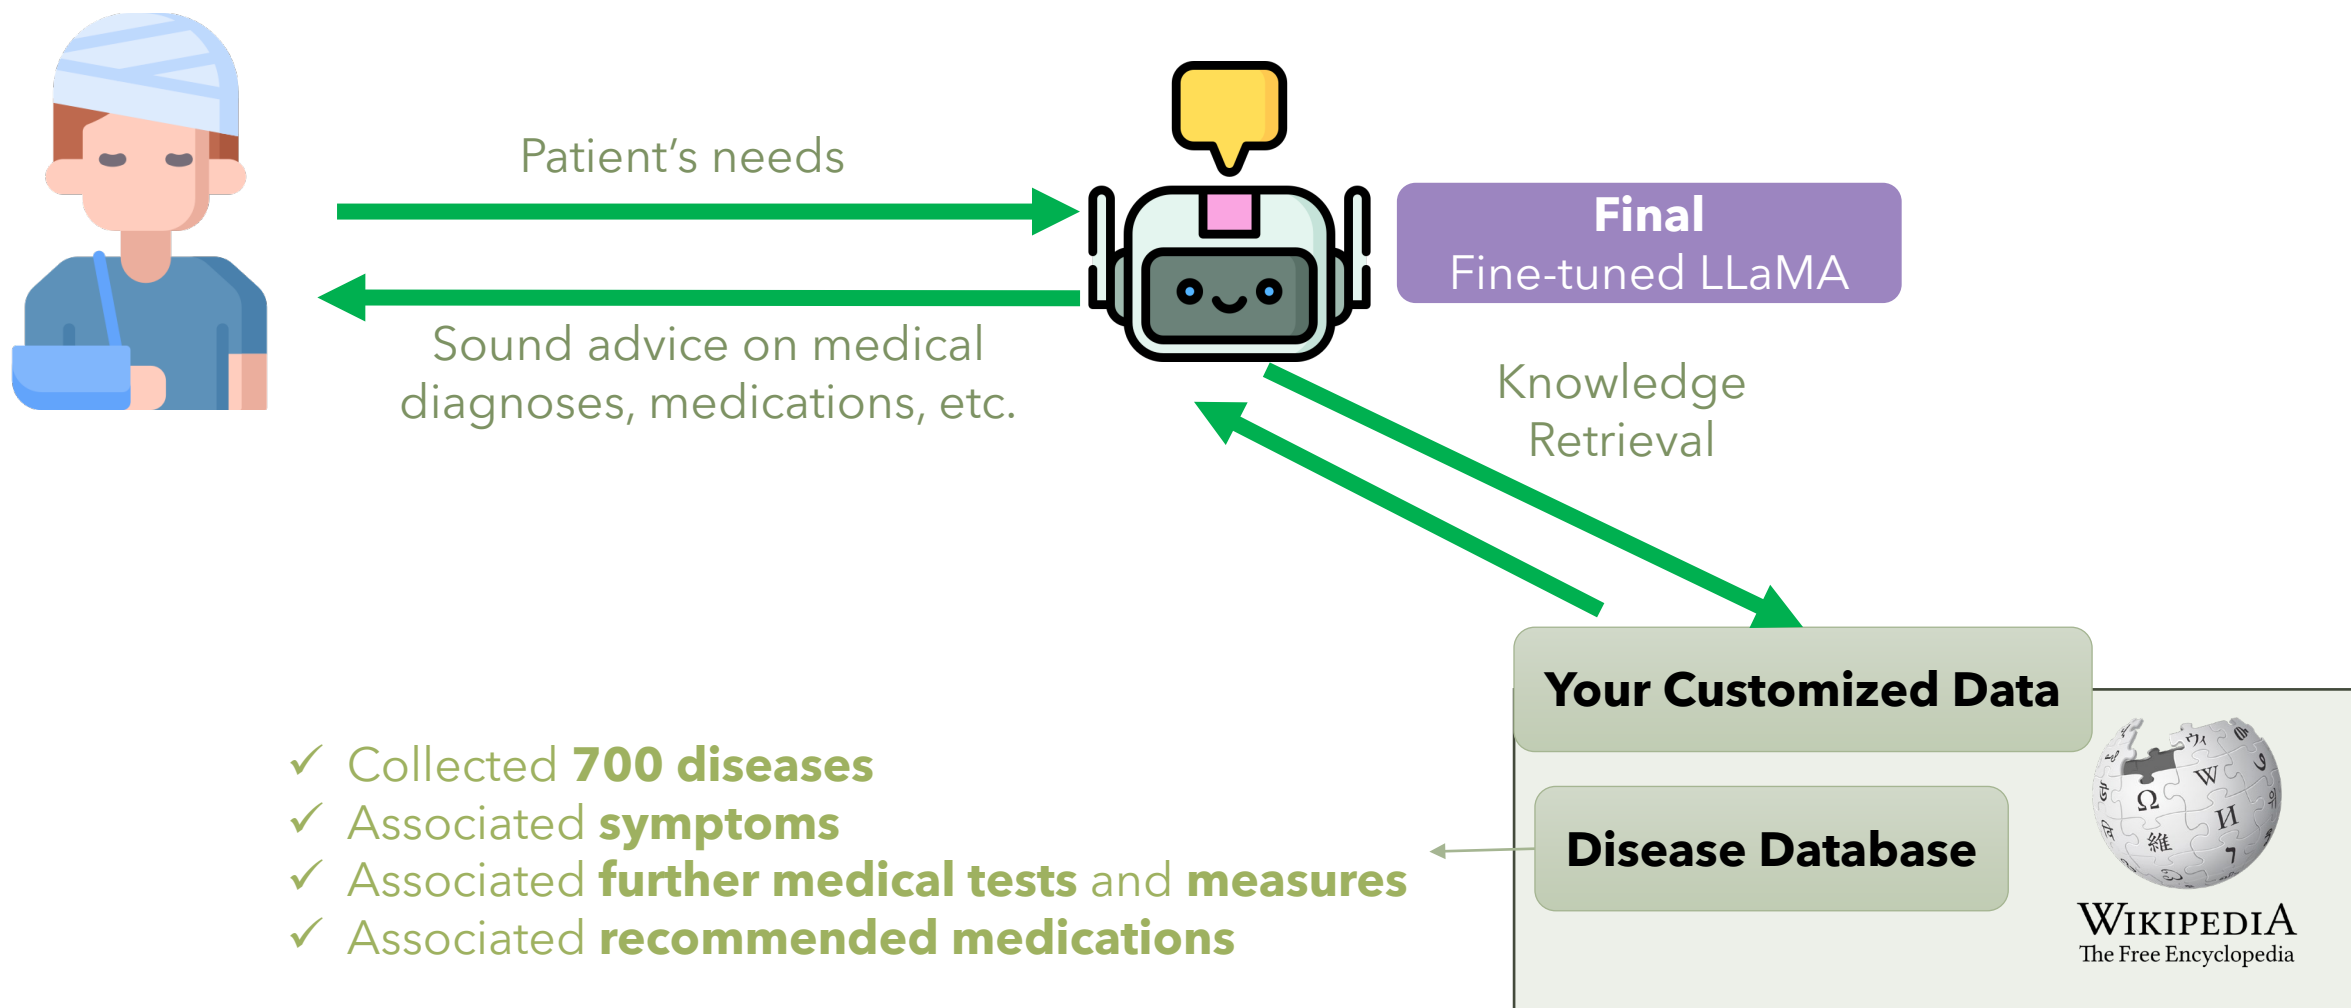 Patient’s needs
Final
Fine-tuned LLaMA
Sound advice on medical
diagnoses, medications, etc.
Knowledge
Retrieval
Your Customized Data
✓ Collected 700 diseases
✓ Associated symptoms
✓ Associated further medical tests and measures
✓ Associated recommended medications
Disease Database
Ω W И
維
WIKIPEDIA
The Free Encyclopedia